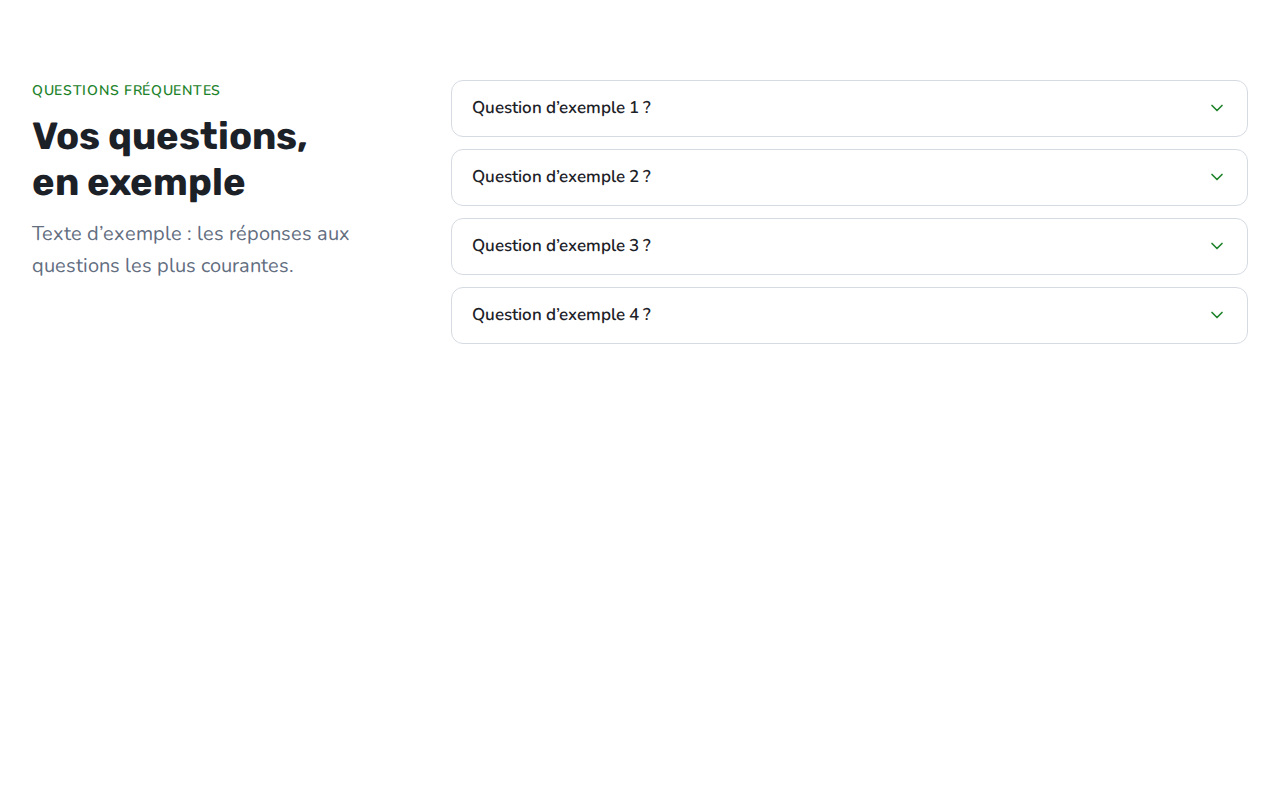 QUESTIONS FRÉQUENTES
Vos questions,
en exemple
Texte d’exemple : les réponses aux
questions les plus courantes.
Question d’exemple 1 ?
Question d’exemple 2 ?
Question d’exemple 3 ?
Question d’exemple 4 ?